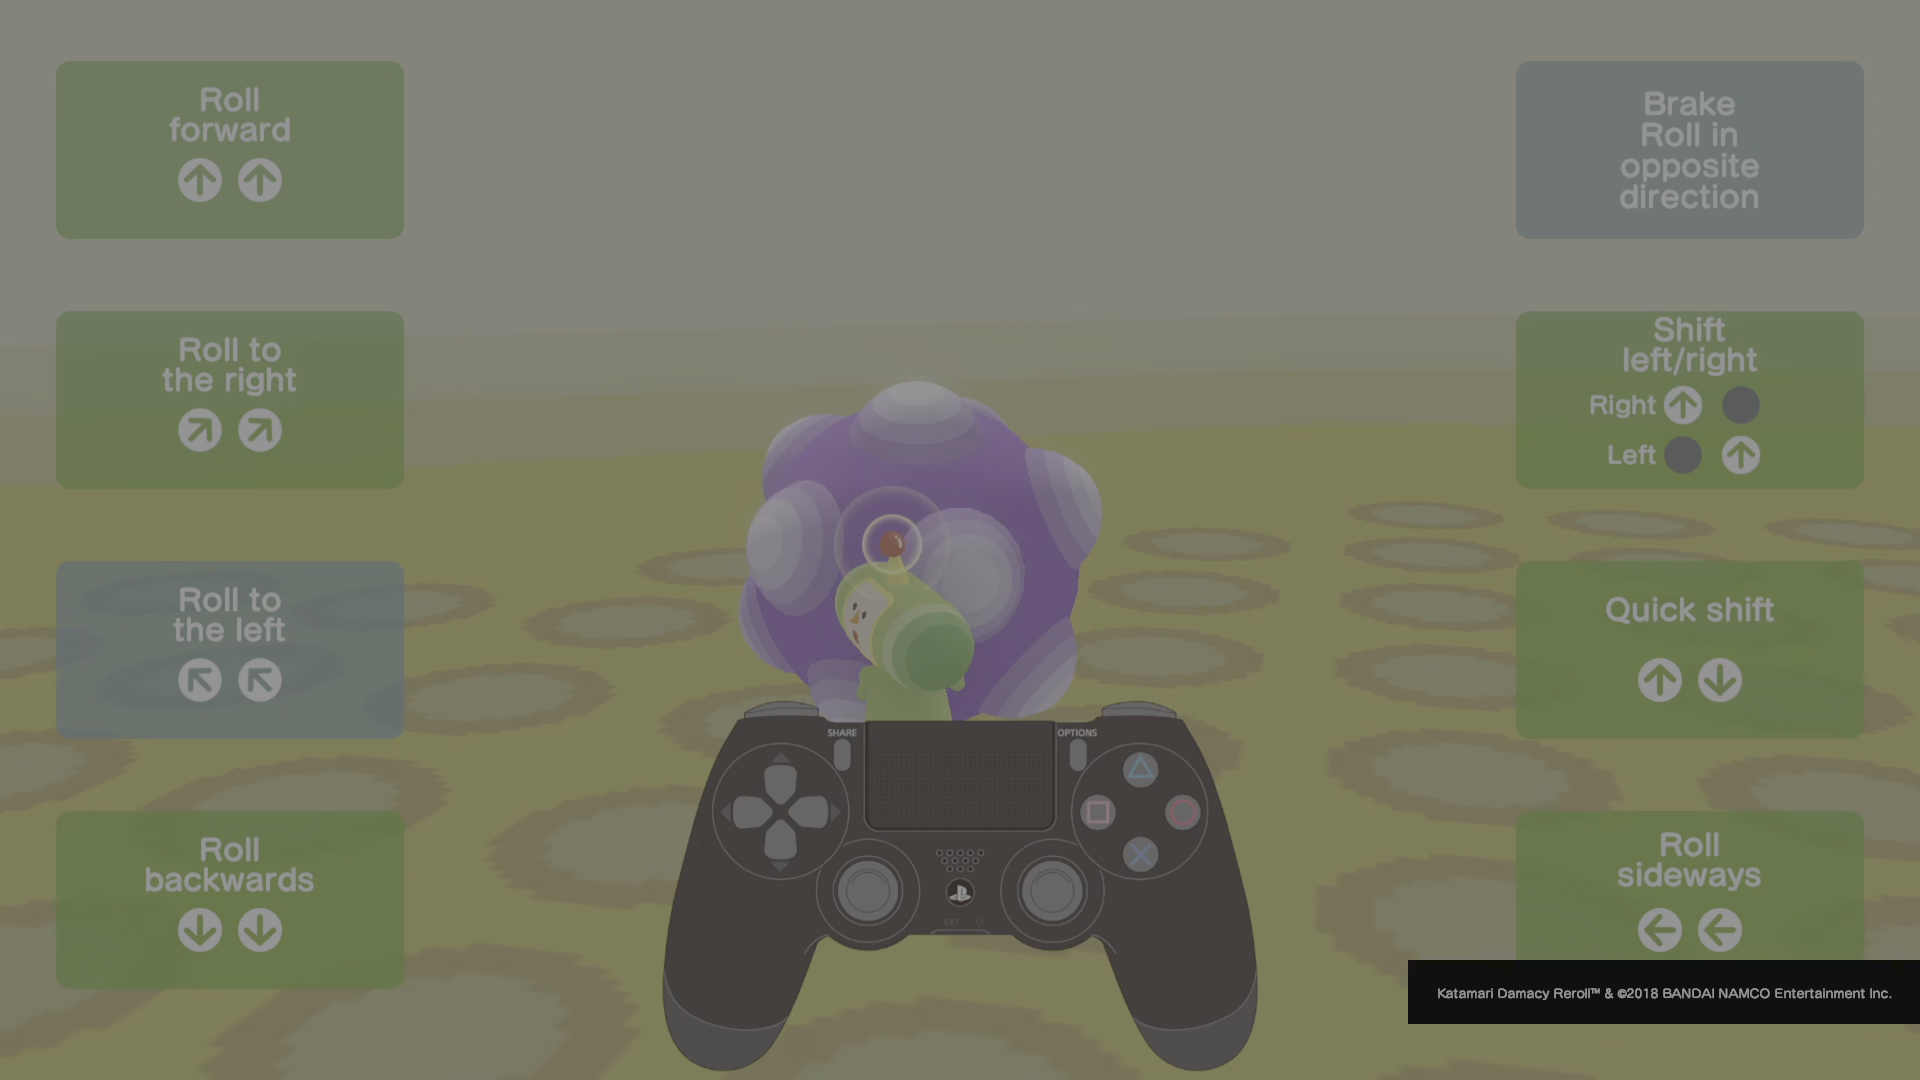 Roll
forward
Roll to
the right
Roll to
the left
Roll
backwards
Brake
Roll in
opposite
direction
Shift
left/right
Right
Left
Quick shift
Roll
sideways
SHARE
OPTIONS
EXT
Katamari Damacy Reroll™ & ©2018 BANDAI NAMCO Entertainment Inc.